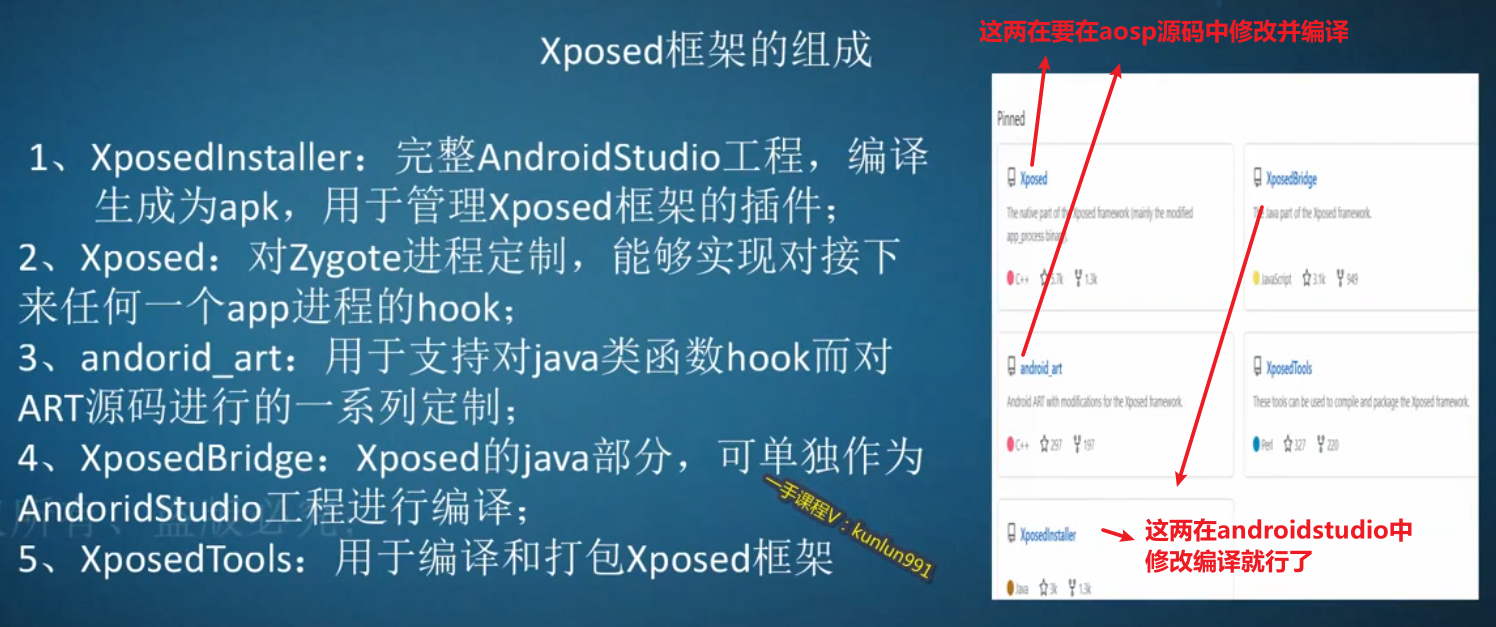 Xposed框架的组成
1、XposedInstaller：完整AndroidStudio工程，编译
生成为apk，用于管理Xposed框架的插件；
2、Xposed：对Zygote进程定制，能够实现对接下
来任何一个app进程的hook；
3、andorid_art：用于支持对java类函数hook而对
ART源码进行的一系列定制；
4、XposedBridge：Xposed的java部分，可单独作为
AndoridStudio工程进行编译；
5、XposedTools：用于编译和打包Xposed框架
一手课程V：kunlun991
这两在要在aosp源码中修改并编译
Pinned
Xposed
The native part of the Xposed framework (mainly the modified
app_process binary).
C++ 5.7k 1.3k
XposedBridge
The Java part of the Xposed framework.
JavaScript 3.1k 949
android_art
Android ART with modifications for the Xposed framework.
C++ 297 197
XposedTools
These tools can be used to compile and package the Xposed framework.
Perl 327 220
XposedInstaller
Java 3k 1.3k
这两在androidstudio中
修改编译就行了